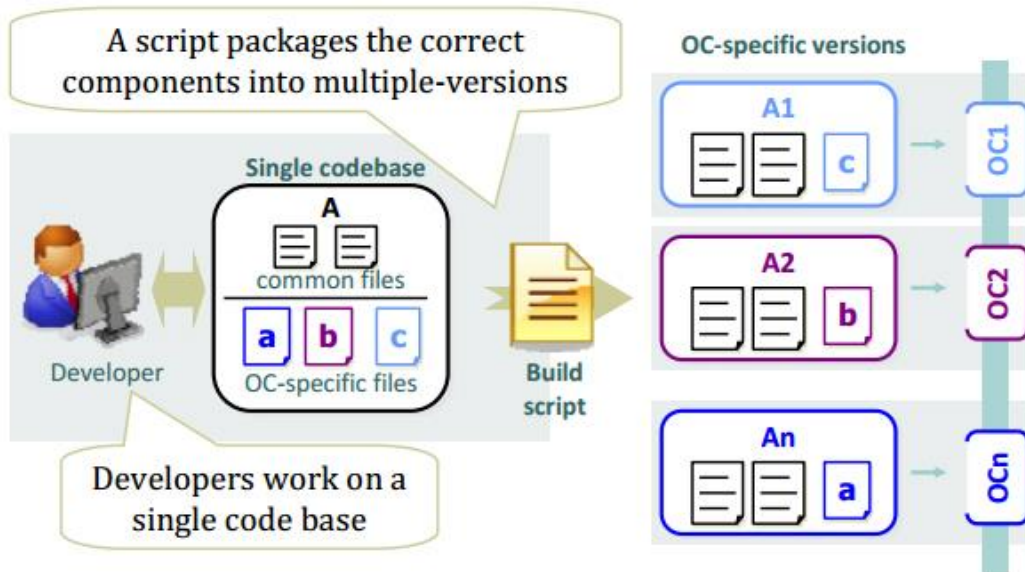 A script packages the correct
components into multiple-versions
Single codebase
A
common files
a b c
OC-specific files
Developer
Build
script
Developers work on a
single code base
OC-specific versions
A1
c
OC1
A2
b
OC2
An
a
OCn